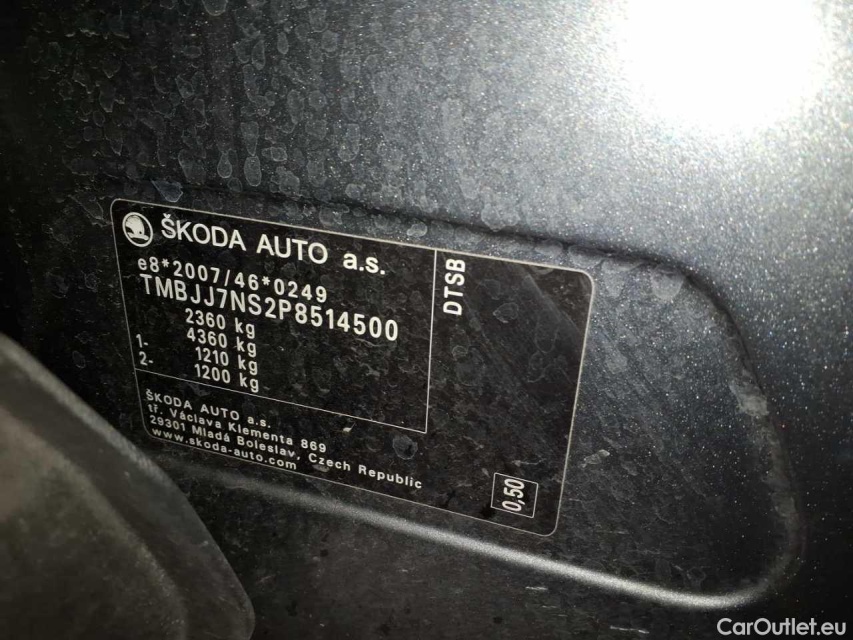 ŠKODA AUTO a.s.
e8*2007/46*0249
TMBJJ7NS2P8514500
2360 kg
4360 kg
1- 1210 kg
2- 1200 kg
ŠKODA AUTO a.s.
tř. Václava Klementa 869
29301 Mladá Boleslav, Czech Republic
www.skoda-auto.com
DTSB
0,50
CarOutlet.eu